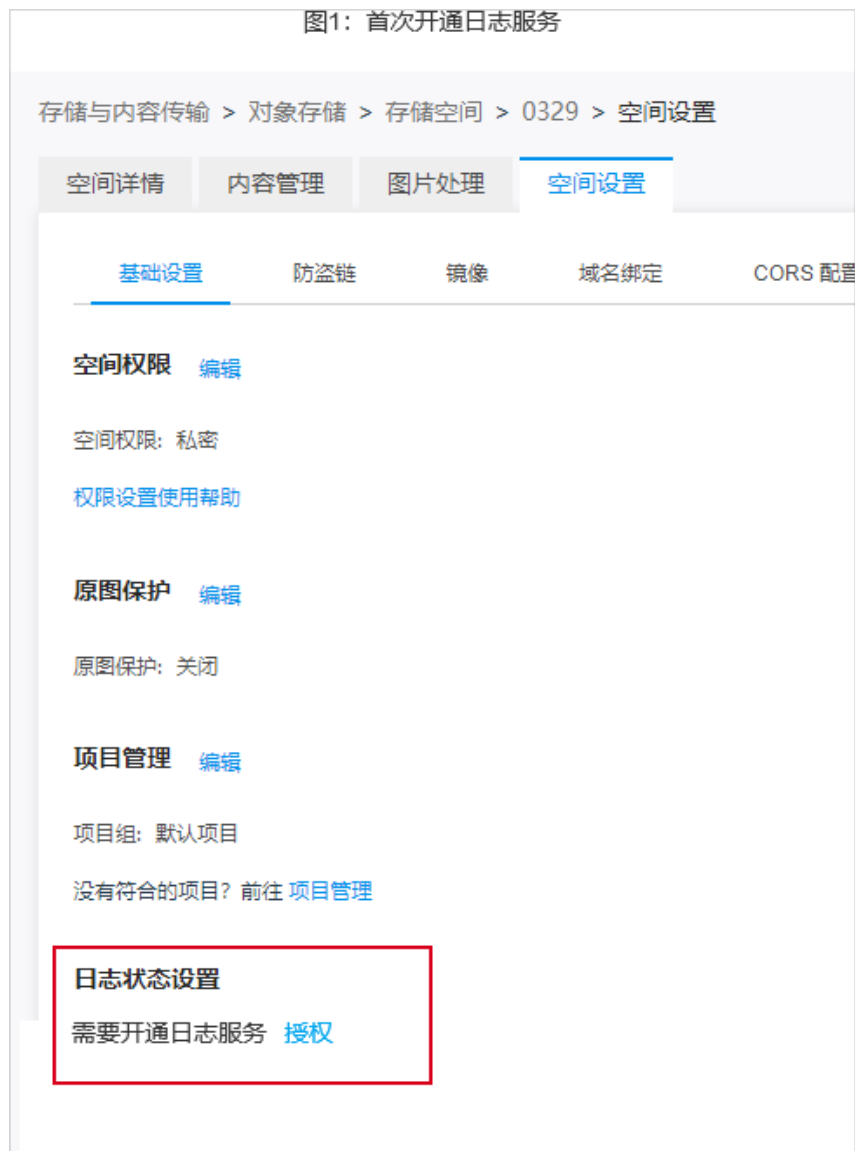 图1：首次开通日志服务
存储与内容传输 > 对象存储 > 存储空间 > 0329 > 空间设置
空间详情 内容管理 图片处理 空间设置
基础设置 防盗链 镜像 域名绑定 CORS 配置
空间权限 编辑
空间权限: 私密
权限设置使用帮助
原图保护 编辑
原图保护: 关闭
项目管理 编辑
项目组: 默认项目
没有符合的项目？前往 项目管理
日志状态设置
需要开通日志服务 授权